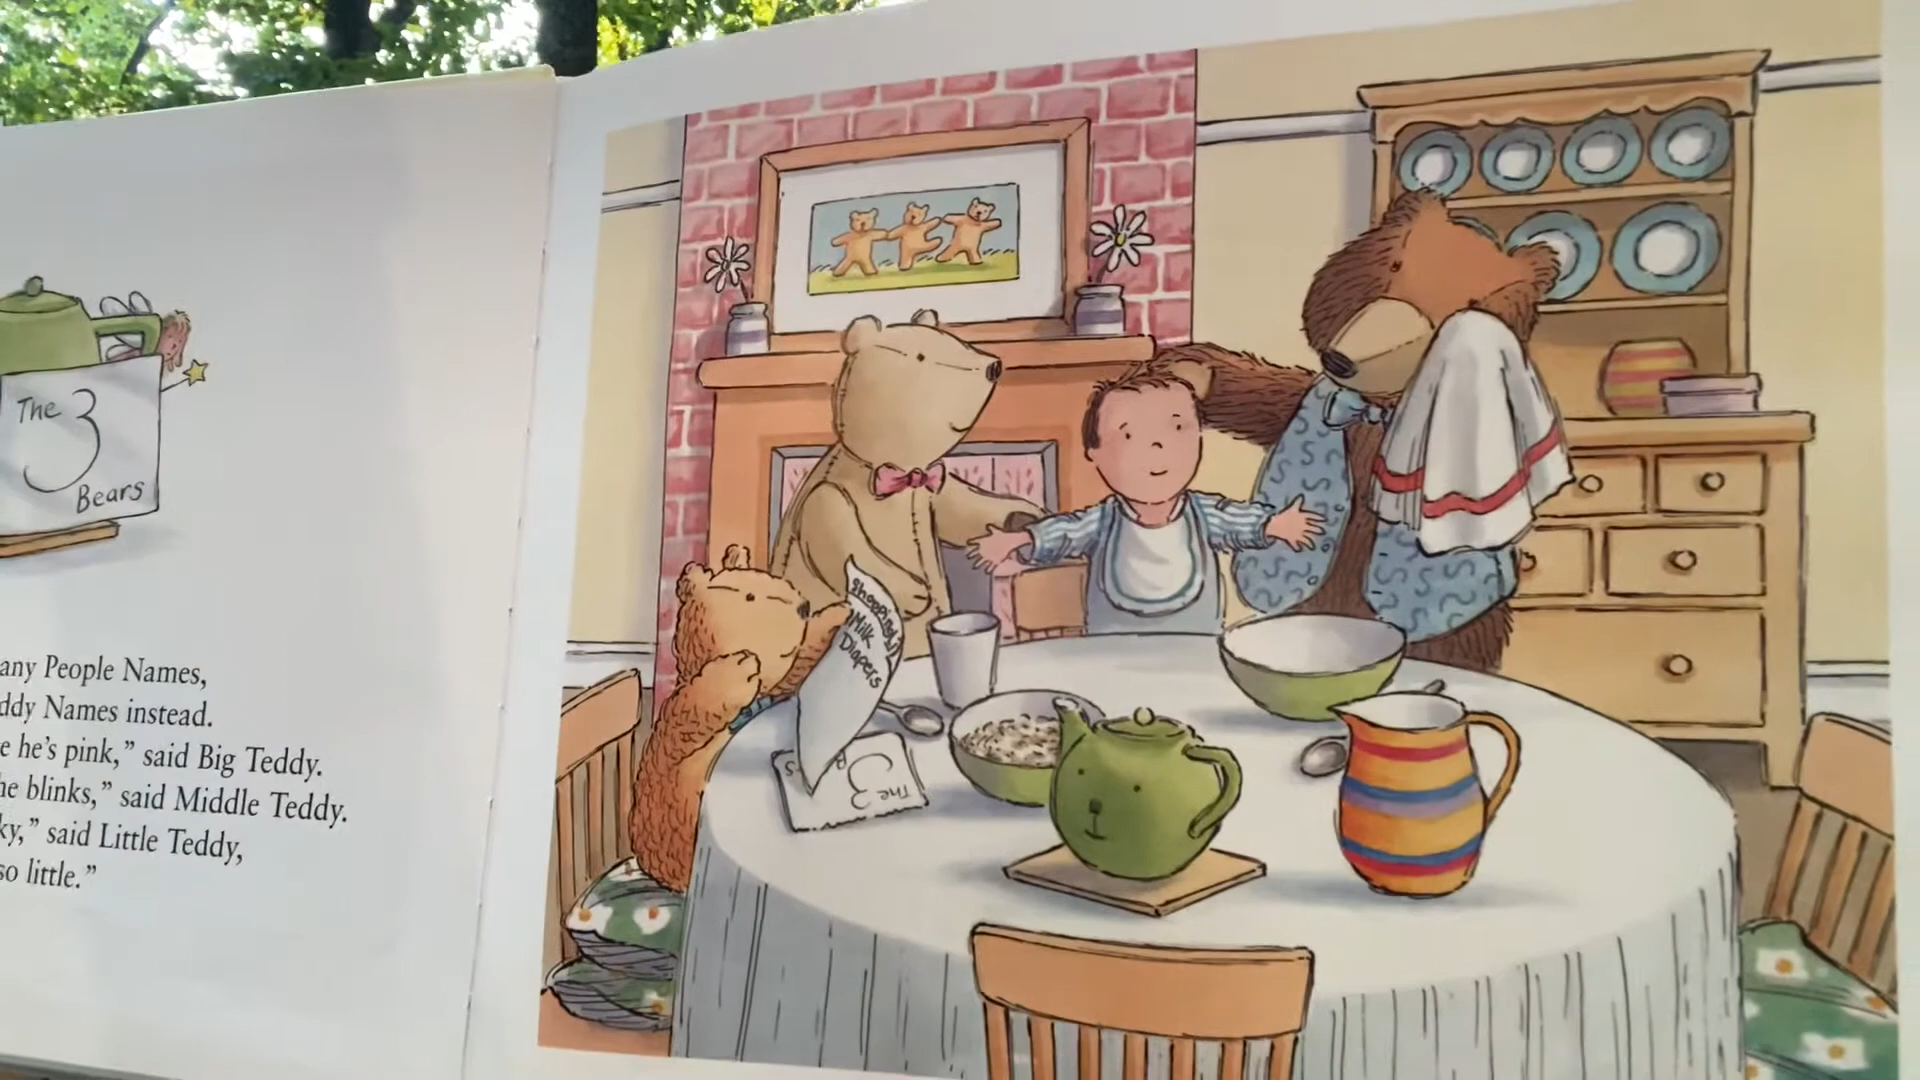 The 3
Bears
any People Names,
ddy Names instead.
e he's pink," said Big Teddy.
he blinks," said Middle Teddy.
ky," said Little Teddy,
so little."
Shopping
Milk
Diapers
The 3